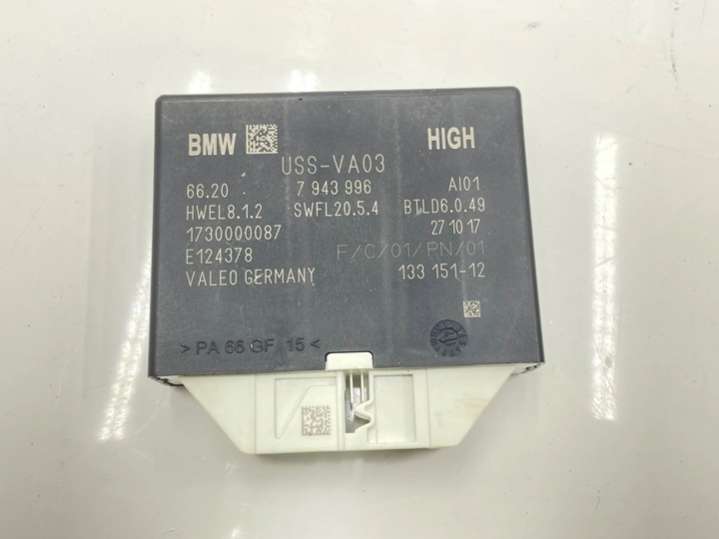 BMW HIGH
USS-VA03
66.20 7 943 996 AI01
HWEL8.1.2 SWFL20.5.4 BTLD6.0.49
1730000087 27 10 17
E124378 F/C/01/PN/01
VALEO GERMANY 133 151-12
>PA 66 GF 15<